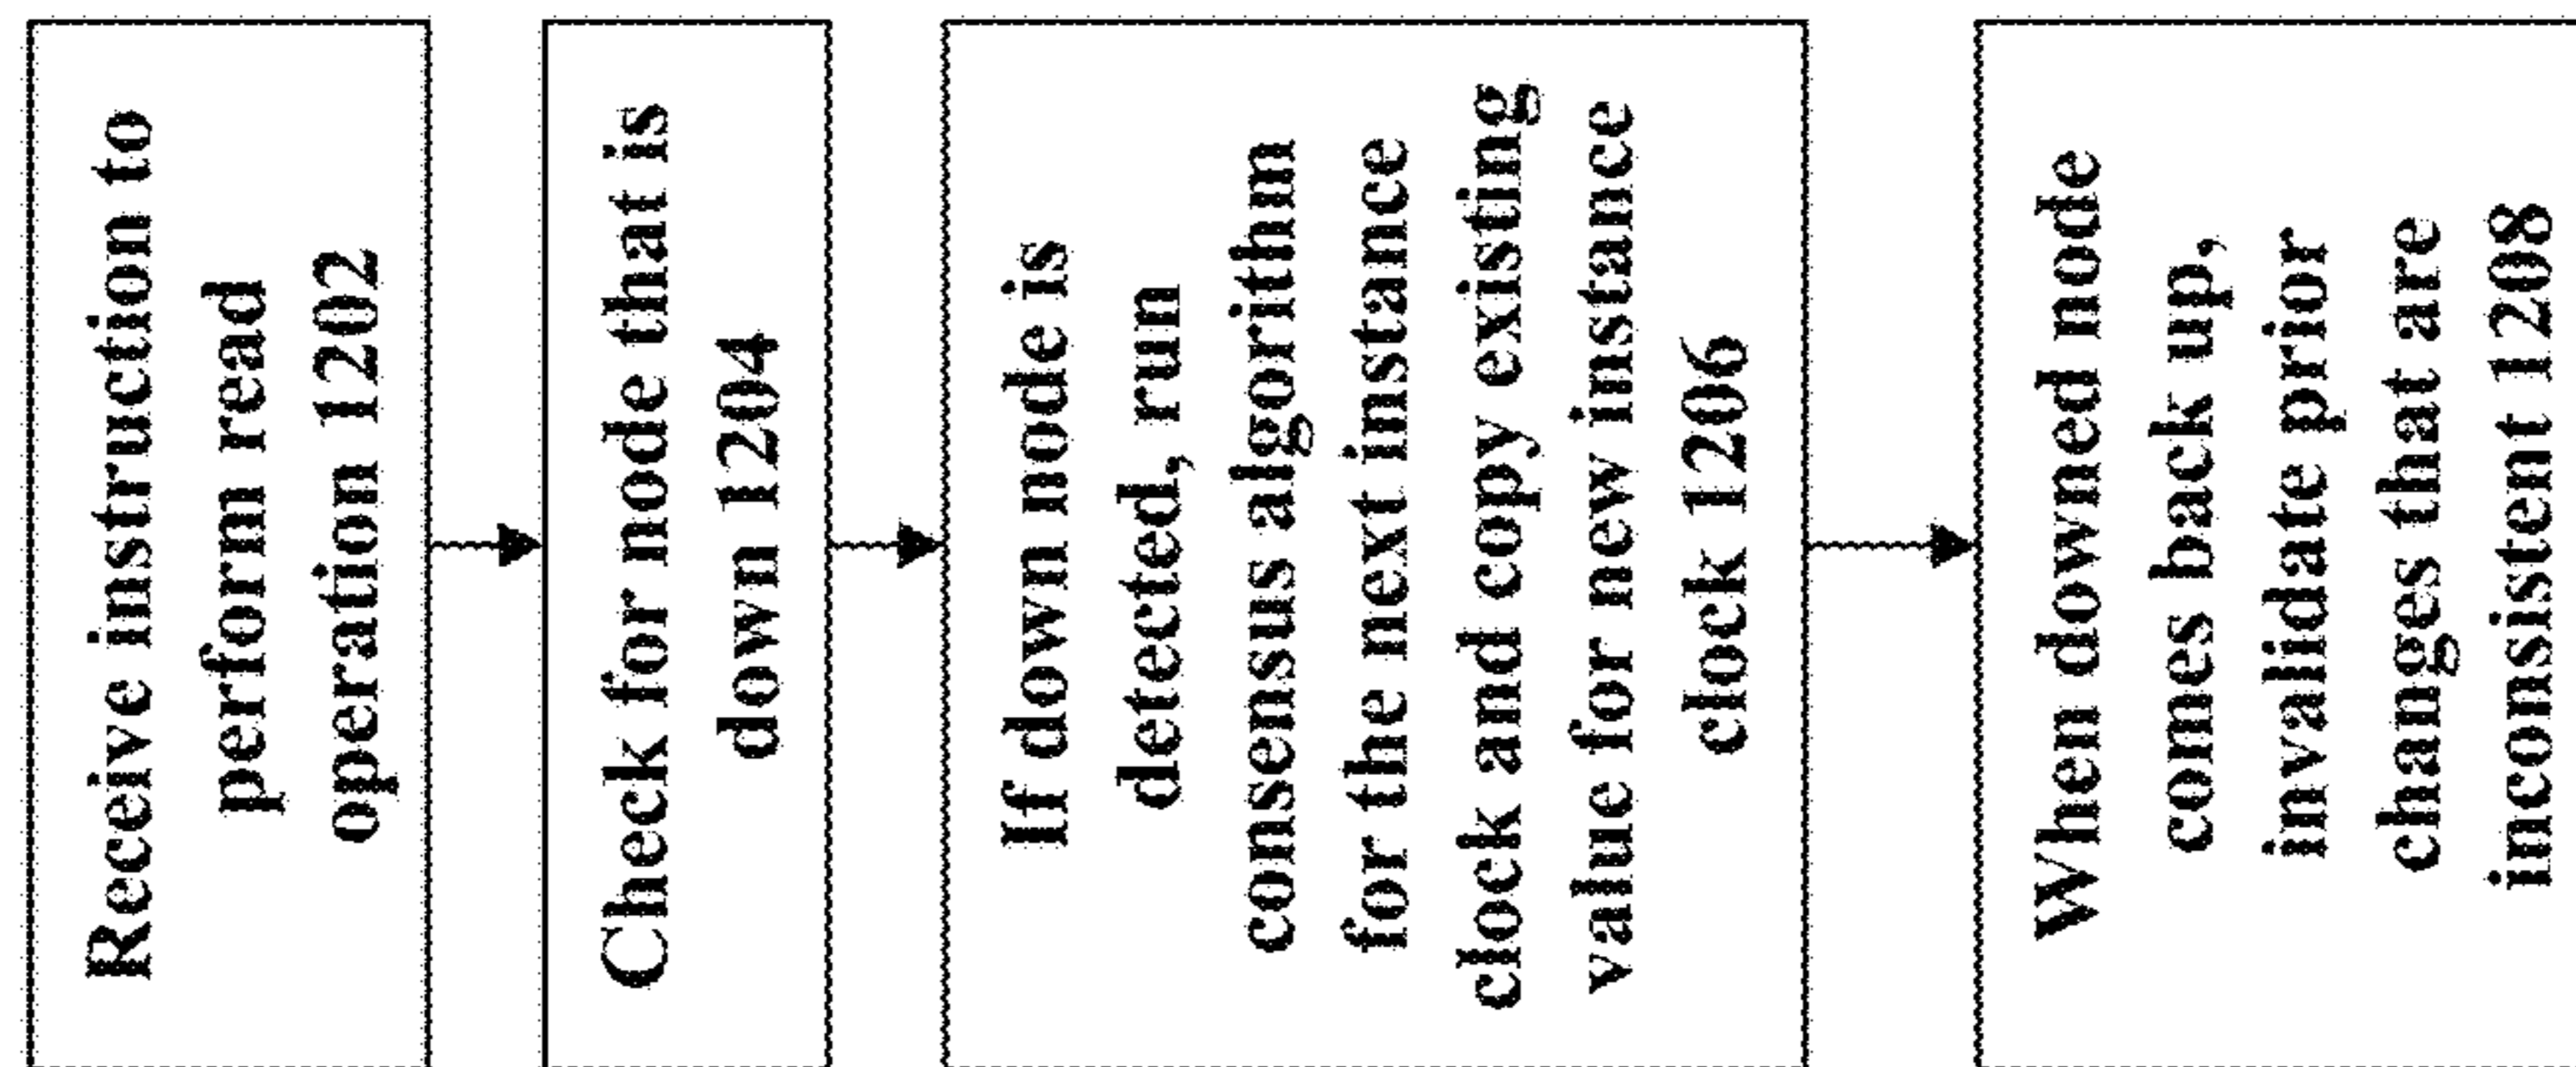 Receive instruction to
perform read
operation 1202
Check for node that is
down 1204
If down node is
detected, run
consensus algorithm
for the next instance
clock and copy existing
value for new instance
clock 1206
When downed node
comes back up,
invalidate prior
changes that are
inconsistent 1208